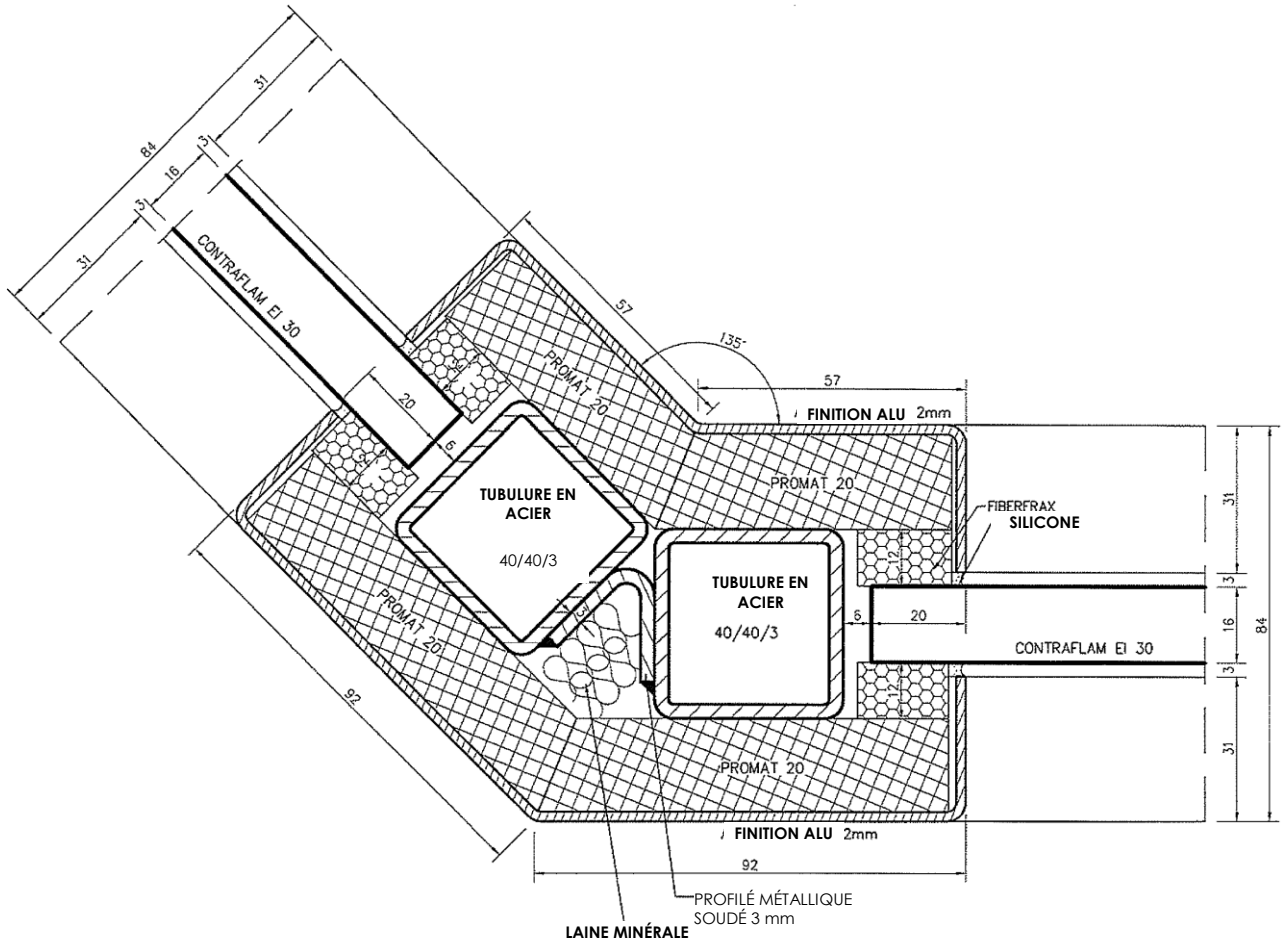 84
31
3
16
3
31
CONTRAFLAM EI 30
57
135°
57
FINITION ALU 2mm
PROMAT 20
20
6
TUBULURE EN
ACIER
40/40/3
PROMAT 20
FIBERFRAX
SILICONE
12
TUBULURE EN
ACIER
40/40/3
6
20
CONTRAFLAM EI 30
31
3
16
3
31
84
3
12
PROMAT 20
PROMAT 20
92
FINITION ALU 2mm
92
PROFILÉ MÉTALLIQUE
SOUDÉ 3 mm
LAINE MINÉRALE